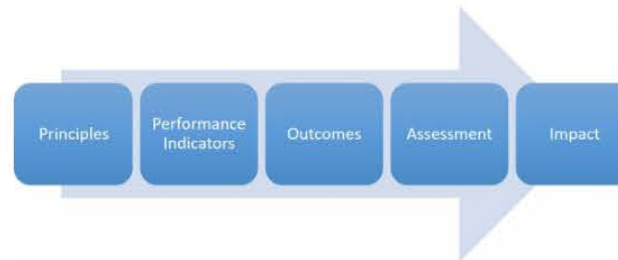 Principles
Performance
Indicators
Outcomes
Assessment
Impact